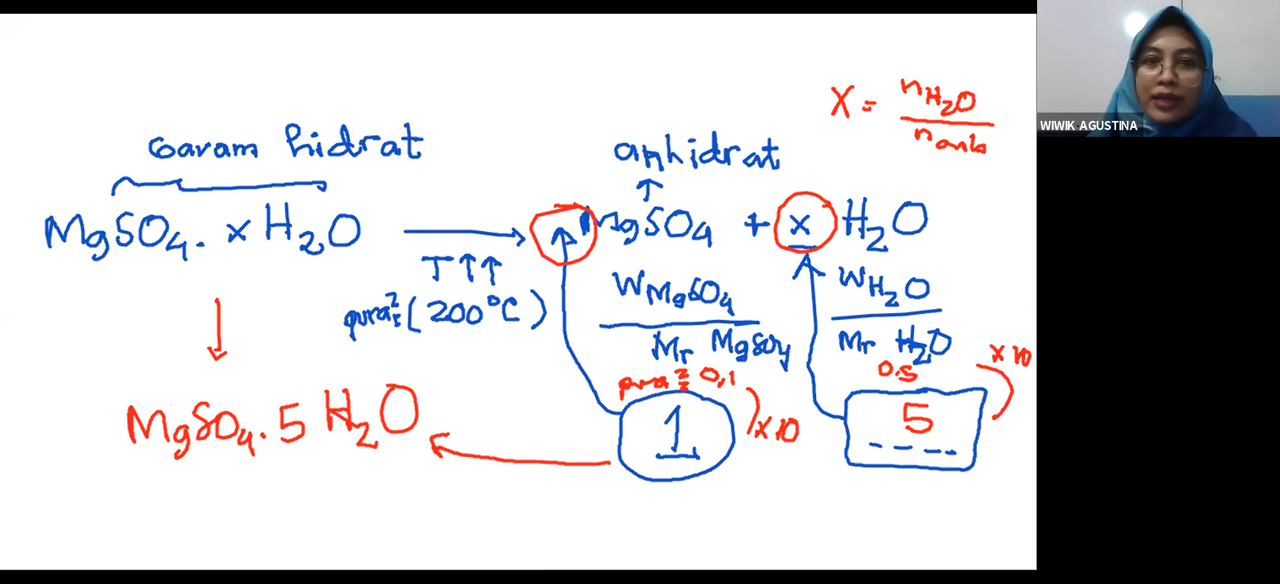 x = nH₂O / nanh
WIWIK AGUSTINA
Garam hidrat
anhidrat
MgSO₄. x H₂O → MgSO₄ + x H₂O
T↑↑
(200°C)
WMgSO₄ / Mr MgSO₄
WH₂O / Mr H₂O
x 10
0,1
0,5
MgSO₄. 5 H₂O
1
x10
5